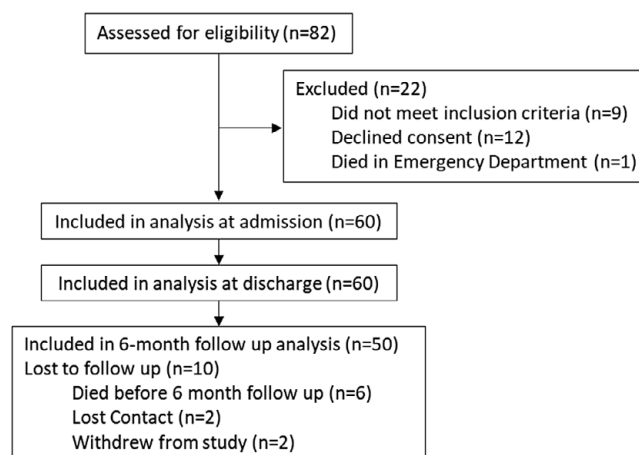 Assessed for eligibility (n=82)
Excluded (n=22)
Did not meet inclusion criteria (n=9)
Declined consent (n=12)
Died in Emergency Department (n=1)
Included in analysis at admission (n=60)
Included in analysis at discharge (n=60)
Included in 6-month follow up analysis (n=50)
Lost to follow up (n=10)
Died before 6 month follow up (n=6)
Lost Contact (n=2)
Withdrew from study (n=2)